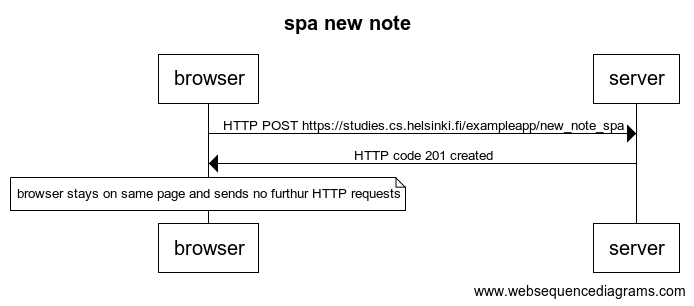 spa new note
browser
server
HTTP POST https://studies.cs.helsinki.fi/exampleapp/new_note_spa
HTTP code 201 created
browser stays on same page and sends no furthur HTTP requests
browser
server
www.websequencediagrams.com